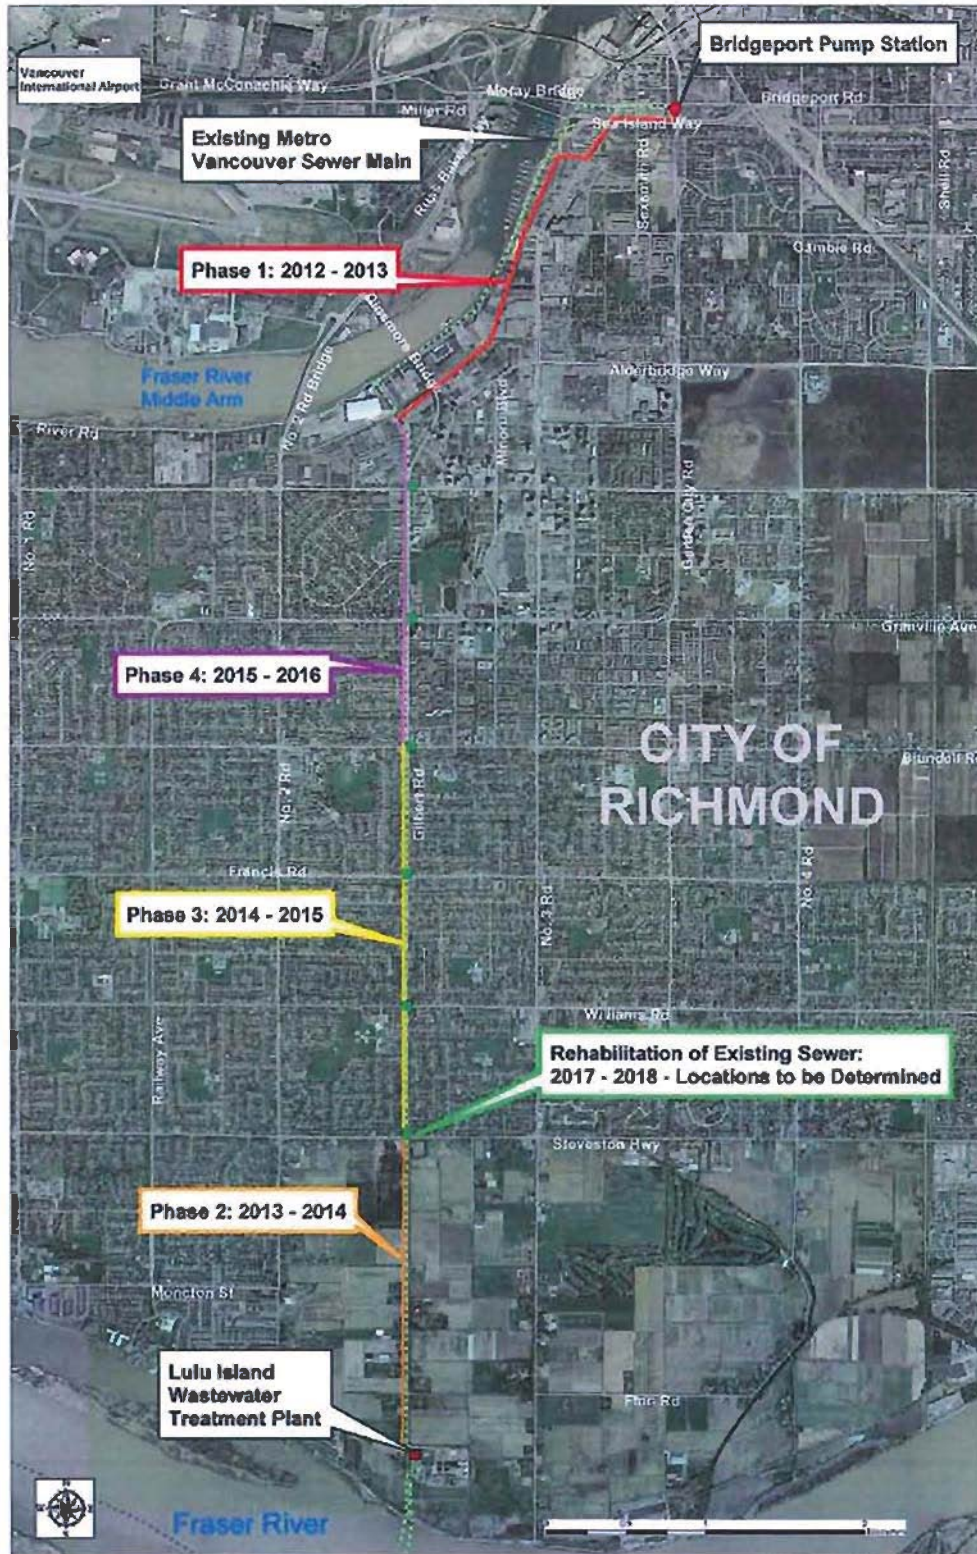 Bridgeport Pump Station
Vancouver
International Airport
Grant McConachie Way
Moray Bridge
Miller Rd
Bridgeport Rd
Sea Island Way
Existing Metro
Vancouver Sewer Main
Shell Rd
Cambie Rd
Phase 1: 2012 - 2013
Dinsmore Bridge
No. 2 Rd Bridge
Fraser River
Middle Arm
Alderbridge Way
River Rd
Minoru Blvd
Garden City Rd
No. 1 Rd
Granville Ave
Phase 4: 2015 - 2016
CITY OF
RICHMOND
Blundell Rd
No. 2 Rd
Gilbert Rd
Francis Rd
No. 4 Rd
Phase 3: 2014 - 2015
No. 3 Rd
Williams Rd
Railway Ave
Rehabilitation of Existing Sewer:
2017 - 2018 - Locations to be Determined
Steveston Hwy
Phase 2: 2013 - 2014
Moncton St
Lulu Island
Wastewater
Treatment Plant
Finn Rd
Fraser River